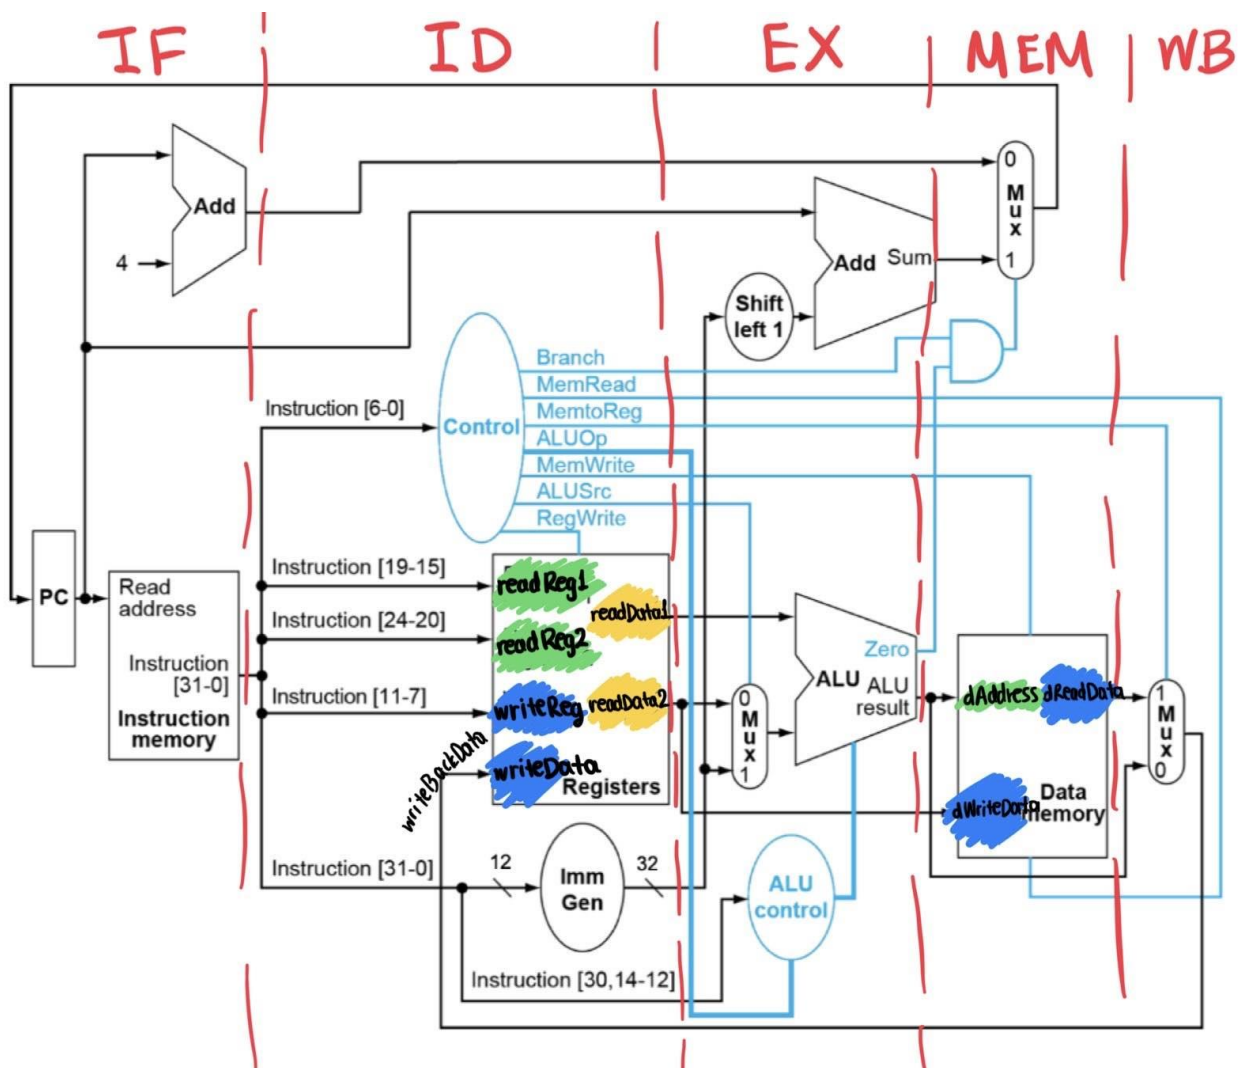 IF
ID
EX
MEM
WB
Add
4
0
Mux
1
Add Sum
Shift
left 1
Branch
MemRead
MemtoReg
ALUOp
MemWrite
ALUSrc
RegWrite
Control
Instruction [6-0]
PC
Read
address
Instruction
[31-0]
Instruction
memory
Instruction [19-15]
Instruction [24-20]
Instruction [11-7]
readReg1
readData1
readReg2
writeReg
readData2
writeData
Registers
writeBackData
0
Mux
1
Zero
ALU
ALU
result
dAddress
dReadData
dWriteData
Data
memory
1
Mux
0
Instruction [31-0]
12
Imm
Gen
32
ALU
control
Instruction [30,14-12]